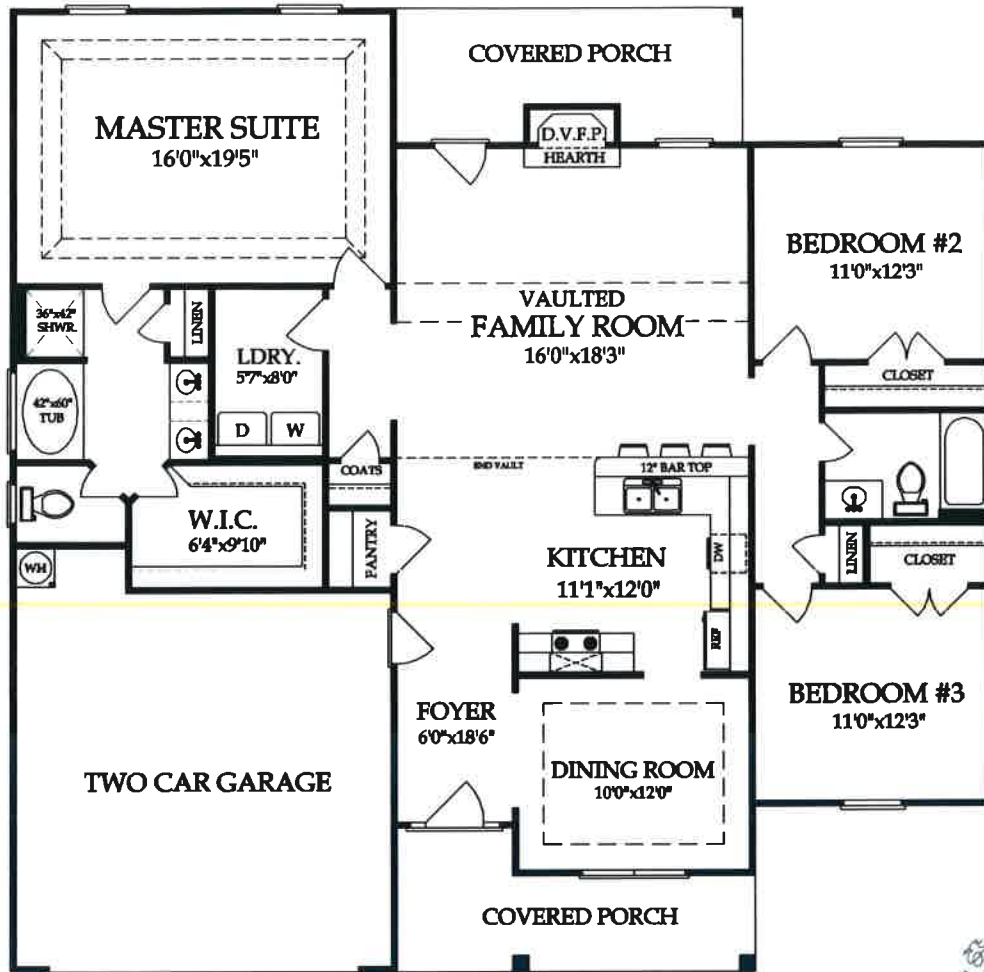 COVERED PORCH
MASTER SUITE
16'0"x19'5"
D.V.F.P.
HEARTH
BEDROOM #2
11'0"x12'3"
VAULTED
FAMILY ROOM
16'0"x18'3"
36"x42"
SHWR.
LINEN
LDRY.
5'7"x8'0"
CLOSET
42"x60"
TUB
D
W
COATS
END VAULT
12" BAR TOP
W.I.C.
6'4"x9'10"
PANTRY
KITCHEN
11'1"x12'0"
DW
LINEN
CLOSET
WH
REF
BEDROOM #3
11'0"x12'3"
FOYER
6'0"x18'6"
TWO CAR GARAGE
DINING ROOM
10'0"x12'0"
COVERED PORCH